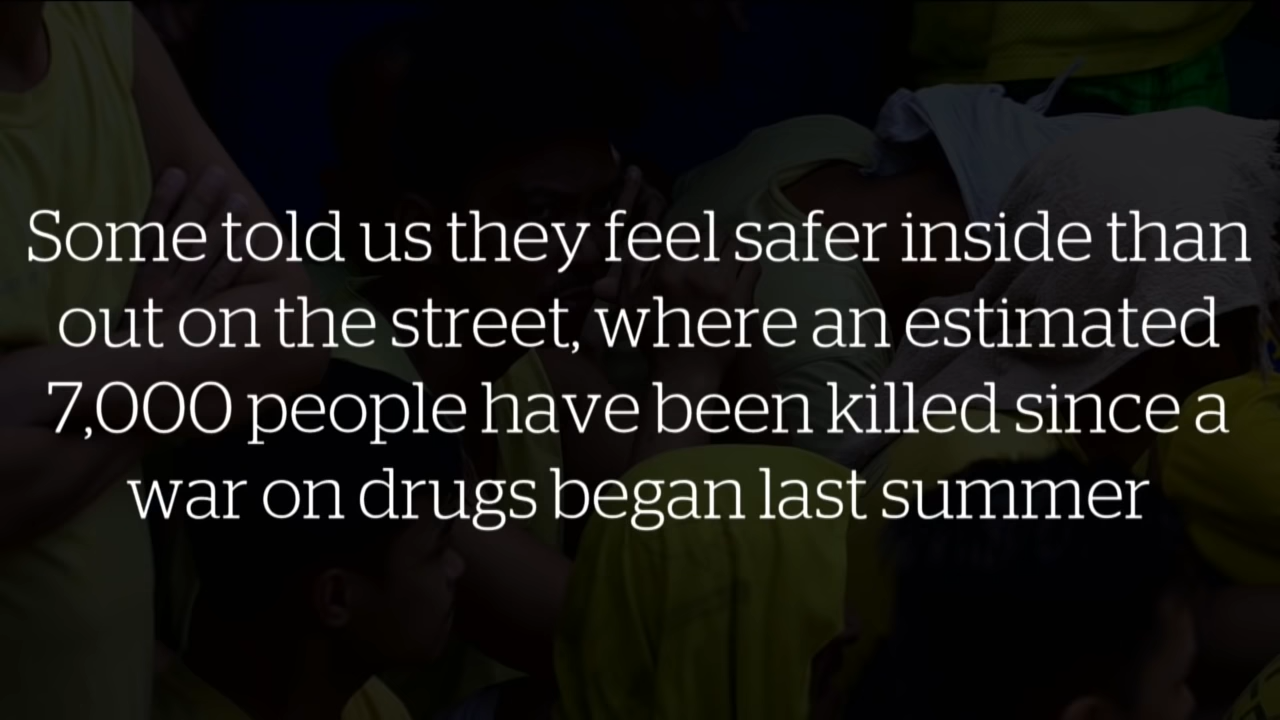 Some told us they feel safer inside than
out on the street, where an estimated
7,000 people have been killed since a
war on drugs began last summer